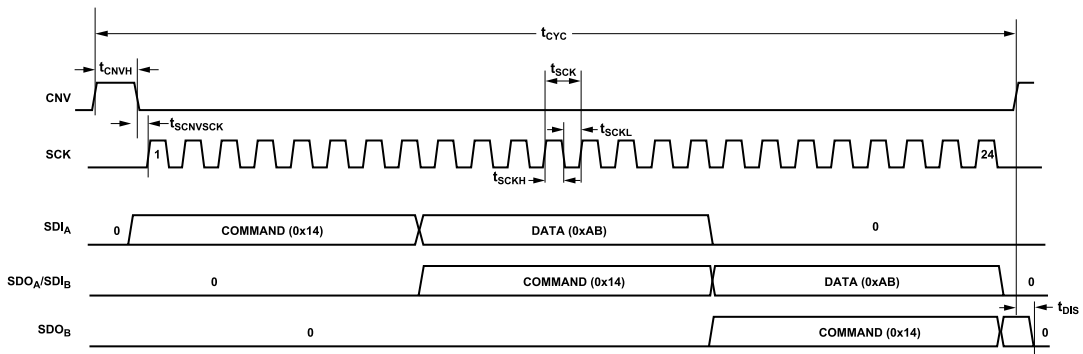 tCYC
tCNVH
tSCK
CNV
tSCNVSCK
tSCKL
SCK
1
24
tSCKH
SDIA
0
COMMAND (0x14)
DATA (0xAB)
0
SDOA/SDIB
0
COMMAND (0x14)
DATA (0xAB)
0
tDIS
SDOB
0
COMMAND (0x14)
0